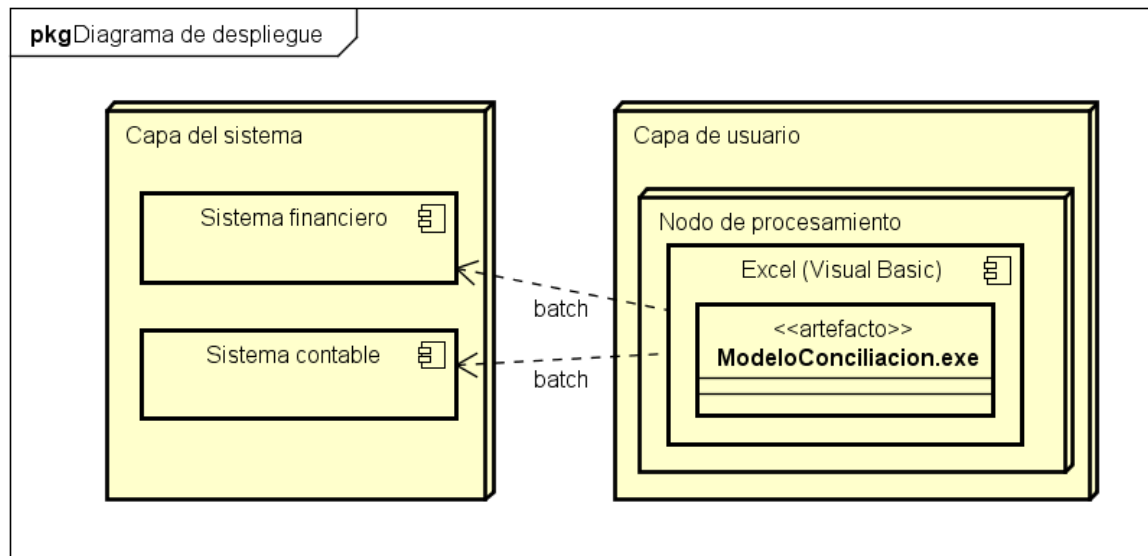 pkgDiagrama de despliegue
Capa del sistema
Sistema financiero
Sistema contable
batch
batch
Capa de usuario
Nodo de procesamiento
Excel (Visual Basic)
<<artefacto>>
ModeloConciliacion.exe